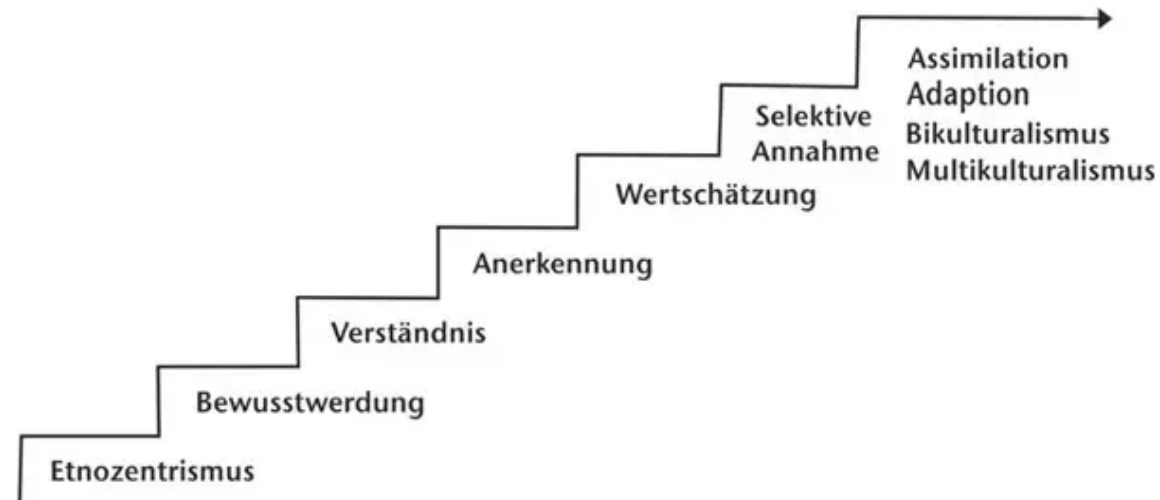 Assimilation
Adaption
Bikulturalismus
Multikulturalismus
Selektive
Annahme
Wertschätzung
Anerkennung
Verständnis
Bewusstwerdung
Etnozentrismus